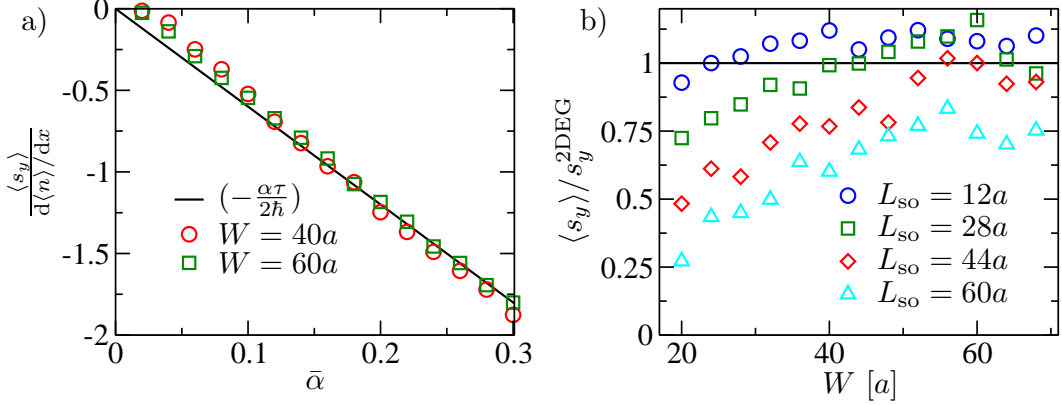 a)
⟨s_y⟩
d⟨n⟩/dx
0
-0.5
-1
-1.5
-2
0
0.1
0.2
0.3
ᾱ
(−ατ/2ħ)
W = 40a
W = 60a
b)
⟨s_y⟩/s_y^2DEG
1
0.75
0.5
0.25
0
20
40
60
W [a]
L_so = 12a
L_so = 28a
L_so = 44a
L_so = 60a